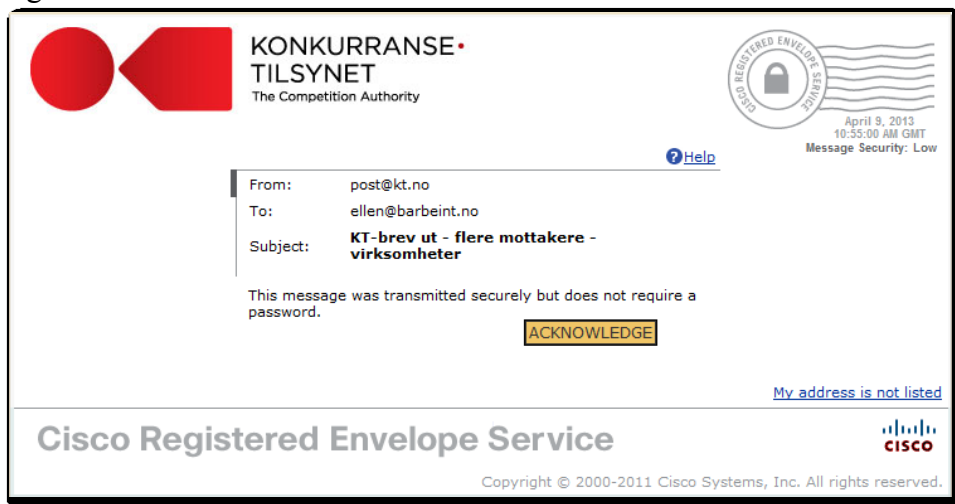 KONKURRANSE•
TILSYNET
The Competition Authority
CISCO REGISTERED ENVELOPE SERVICE
April 9, 2013
10:55:00 AM GMT
Message Security: Low
?Help
From: post@kt.no
To: ellen@barbeint.no
Subject: KT-brev ut - flere mottakere -
virksomheter
This message was transmitted securely but does not require a
password.
ACKNOWLEDGE
My address is not listed
Cisco Registered Envelope Service
CISCO
Copyright © 2000-2011 Cisco Systems, Inc. All rights reserved.